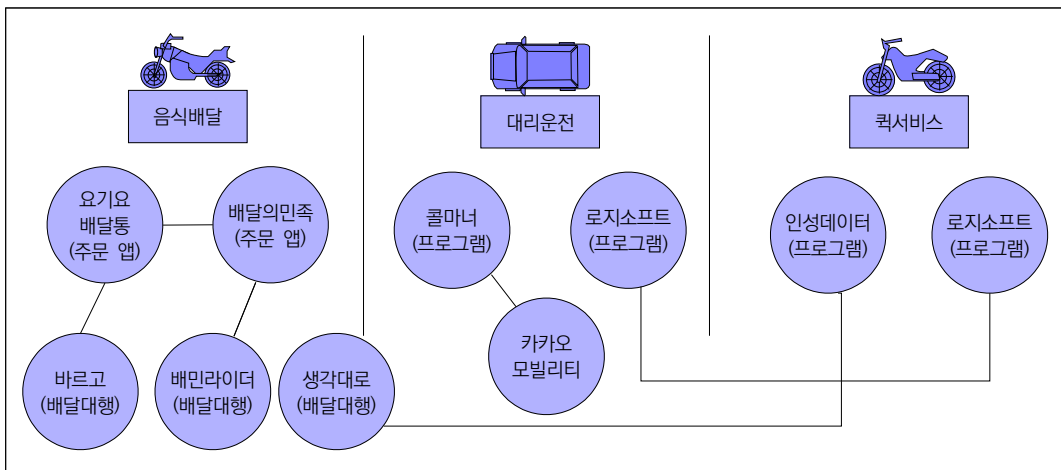 음식배달
대리운전
퀵서비스
요기요
배달통
(주문 앱)
배달의민족
(주문 앱)
콜마너
(프로그램)
로지소프트
(프로그램)
인성데이터
(프로그램)
로지소프트
(프로그램)
바르고
(배달대행)
배민라이더
(배달대행)
생각대로
(배달대행)
카카오
모빌리티